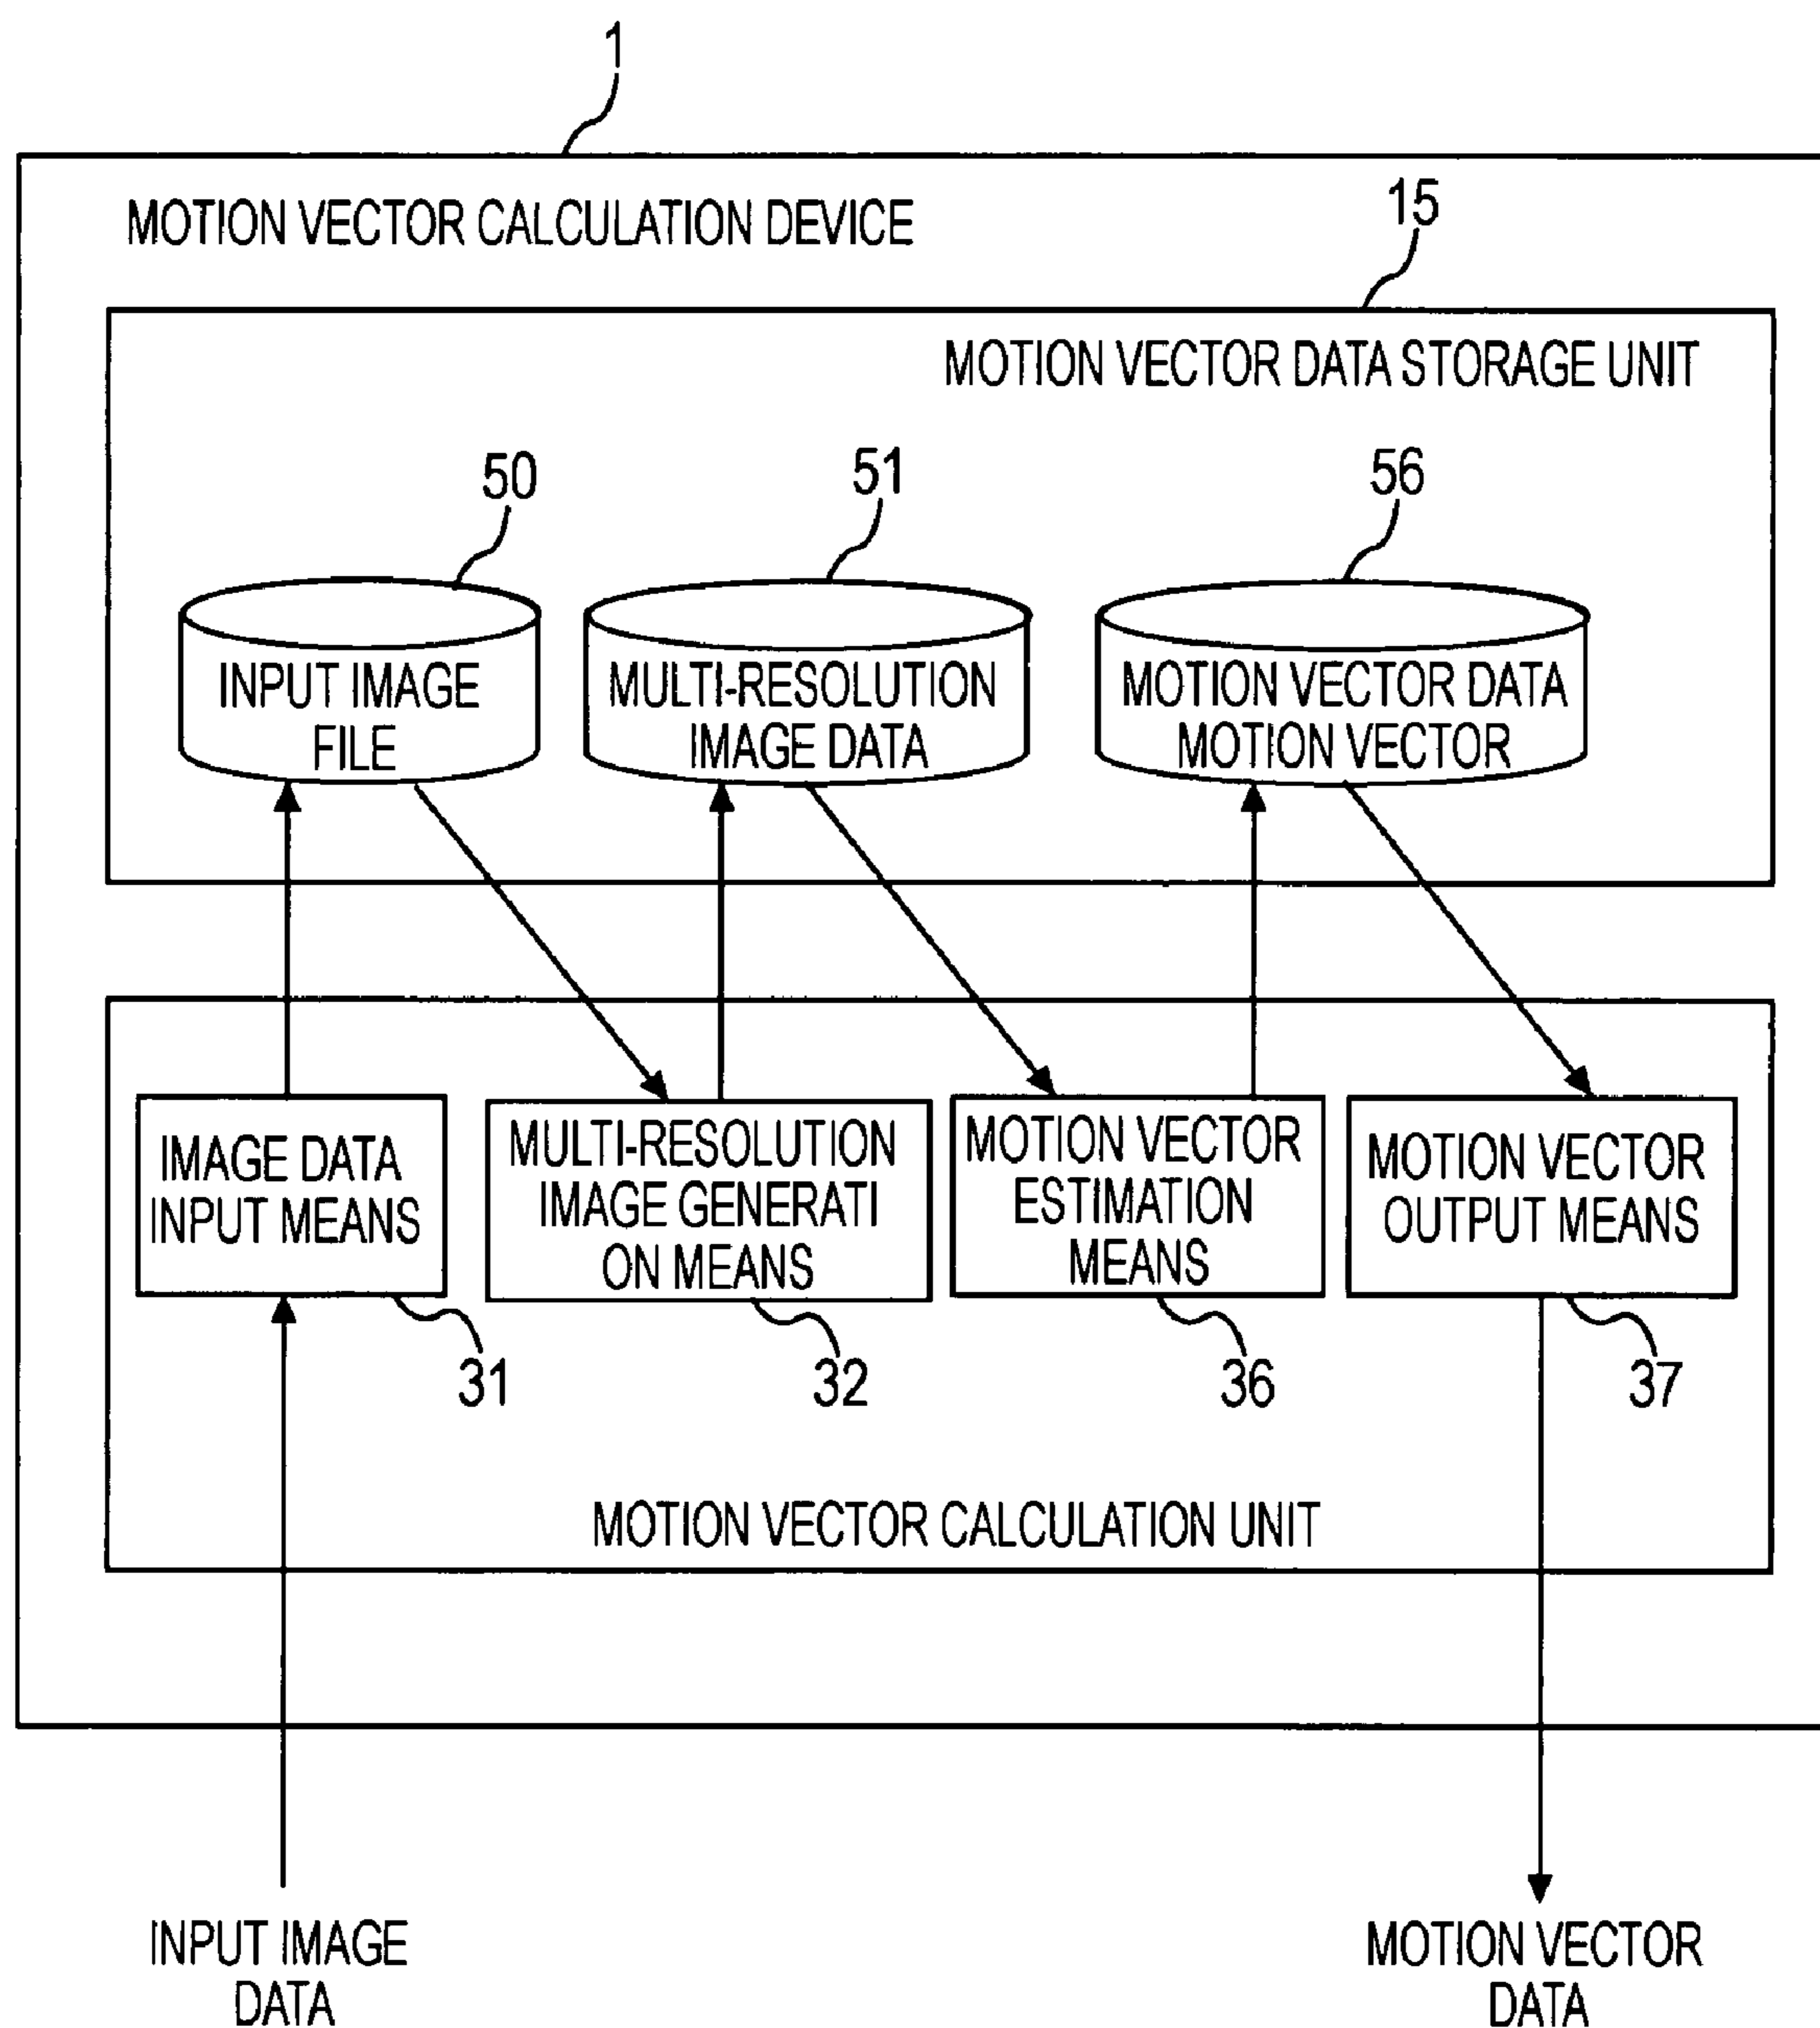 1
MOTION VECTOR CALCULATION DEVICE
15
MOTION VECTOR DATA STORAGE UNIT
50
51
56
INPUT IMAGE
FILE
MULTI-RESOLUTION
IMAGE DATA
MOTION VECTOR DATA
MOTION VECTOR
IMAGE DATA
INPUT MEANS
MULTI-RESOLUTION
IMAGE GENERATI
ON MEANS
MOTION VECTOR
ESTIMATION
MEANS
MOTION VECTOR
OUTPUT MEANS
31
32
36
37
MOTION VECTOR CALCULATION UNIT
INPUT IMAGE
DATA
MOTION VECTOR
DATA